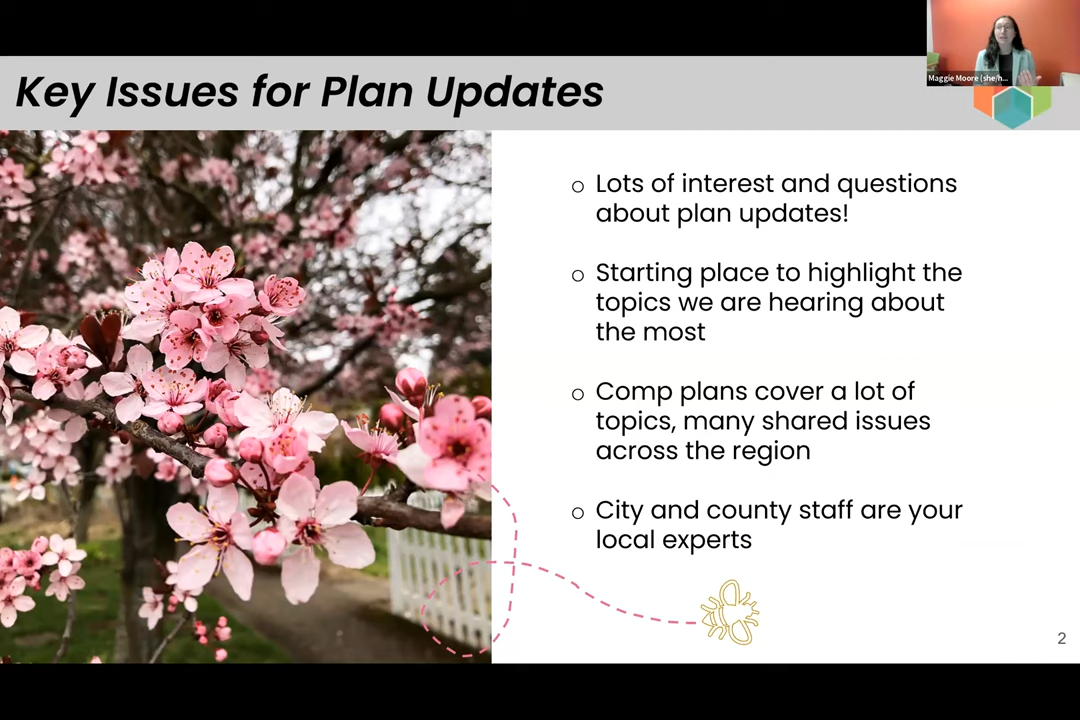 Maggie Moore (she/h...
Key Issues for Plan Updates
o Lots of interest and questions
about plan updates!
o Starting place to highlight the
topics we are hearing about
the most
o Comp plans cover a lot of
topics, many shared issues
across the region
o City and county staff are your
local experts
2